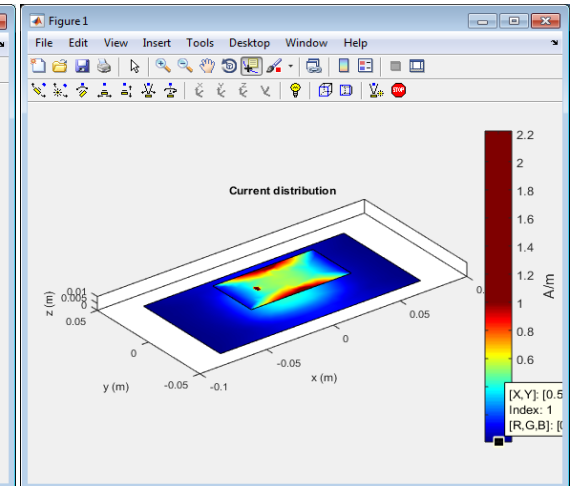 Figure 1
File Edit View Insert Tools Desktop Window Help
Current distribution
2.2
2
1.8
1.6
1.4
1.2
1
0.8
0.6
A/m
[X,Y]: [0.5
Index: 1
[R,G,B]: [0
0.01
0.005
0
z (m)
0.05
0
-0.05
y (m)
-0.1
-0.05
0
0.05
0.
x (m)
STOP